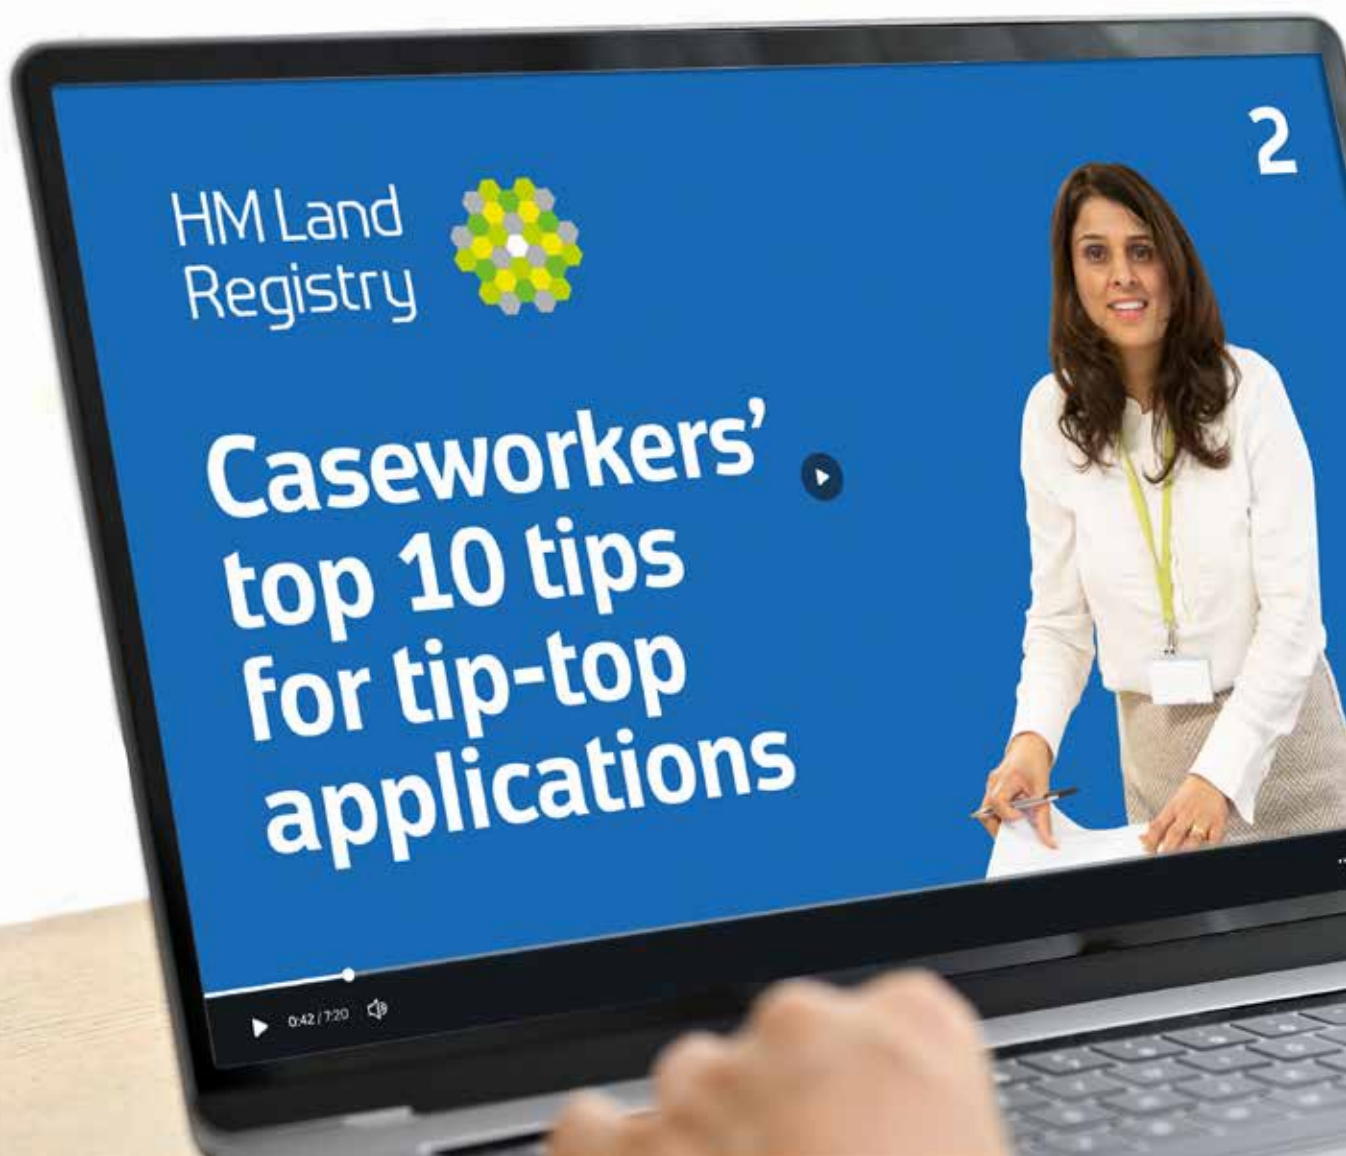 2
HM Land
Registry
Caseworkers’
top 10 tips
for tip-top
applications
0:42 / 7:20